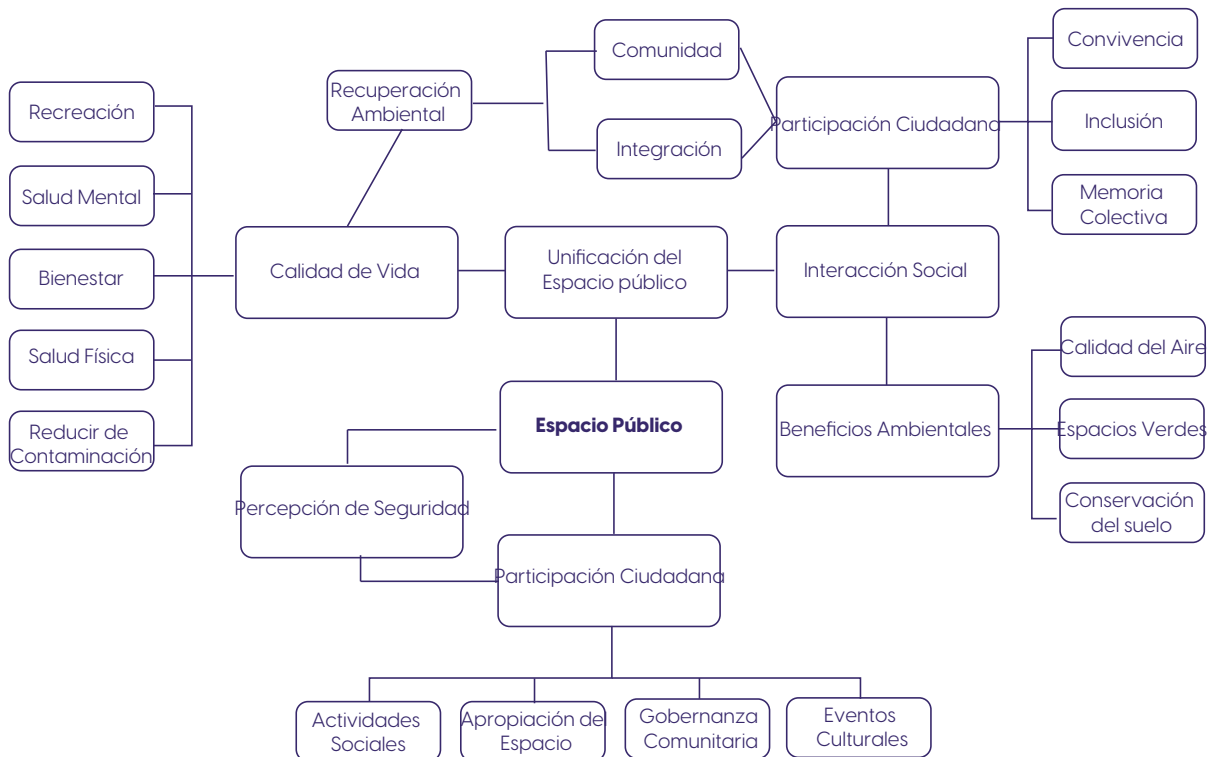 Comunidad
Convivencia
Recuperación
Ambiental
Recreación
Participación Ciudadana
Inclusión
Integración
Salud Mental
Memoria
Colectiva
Calidad de Vida
Unificación del
Espacio público
Interacción Social
Bienestar
Salud Física
Calidad del Aire
Reducir de
Contaminación
Espacio Público
Beneficios Ambientales
Espacios Verdes
Percepción de Seguridad
Conservación
del suelo
Participación Ciudadana
Actividades
Sociales
Apropiación del
Espacio
Gobernanza
Comunitaria
Eventos
Culturales